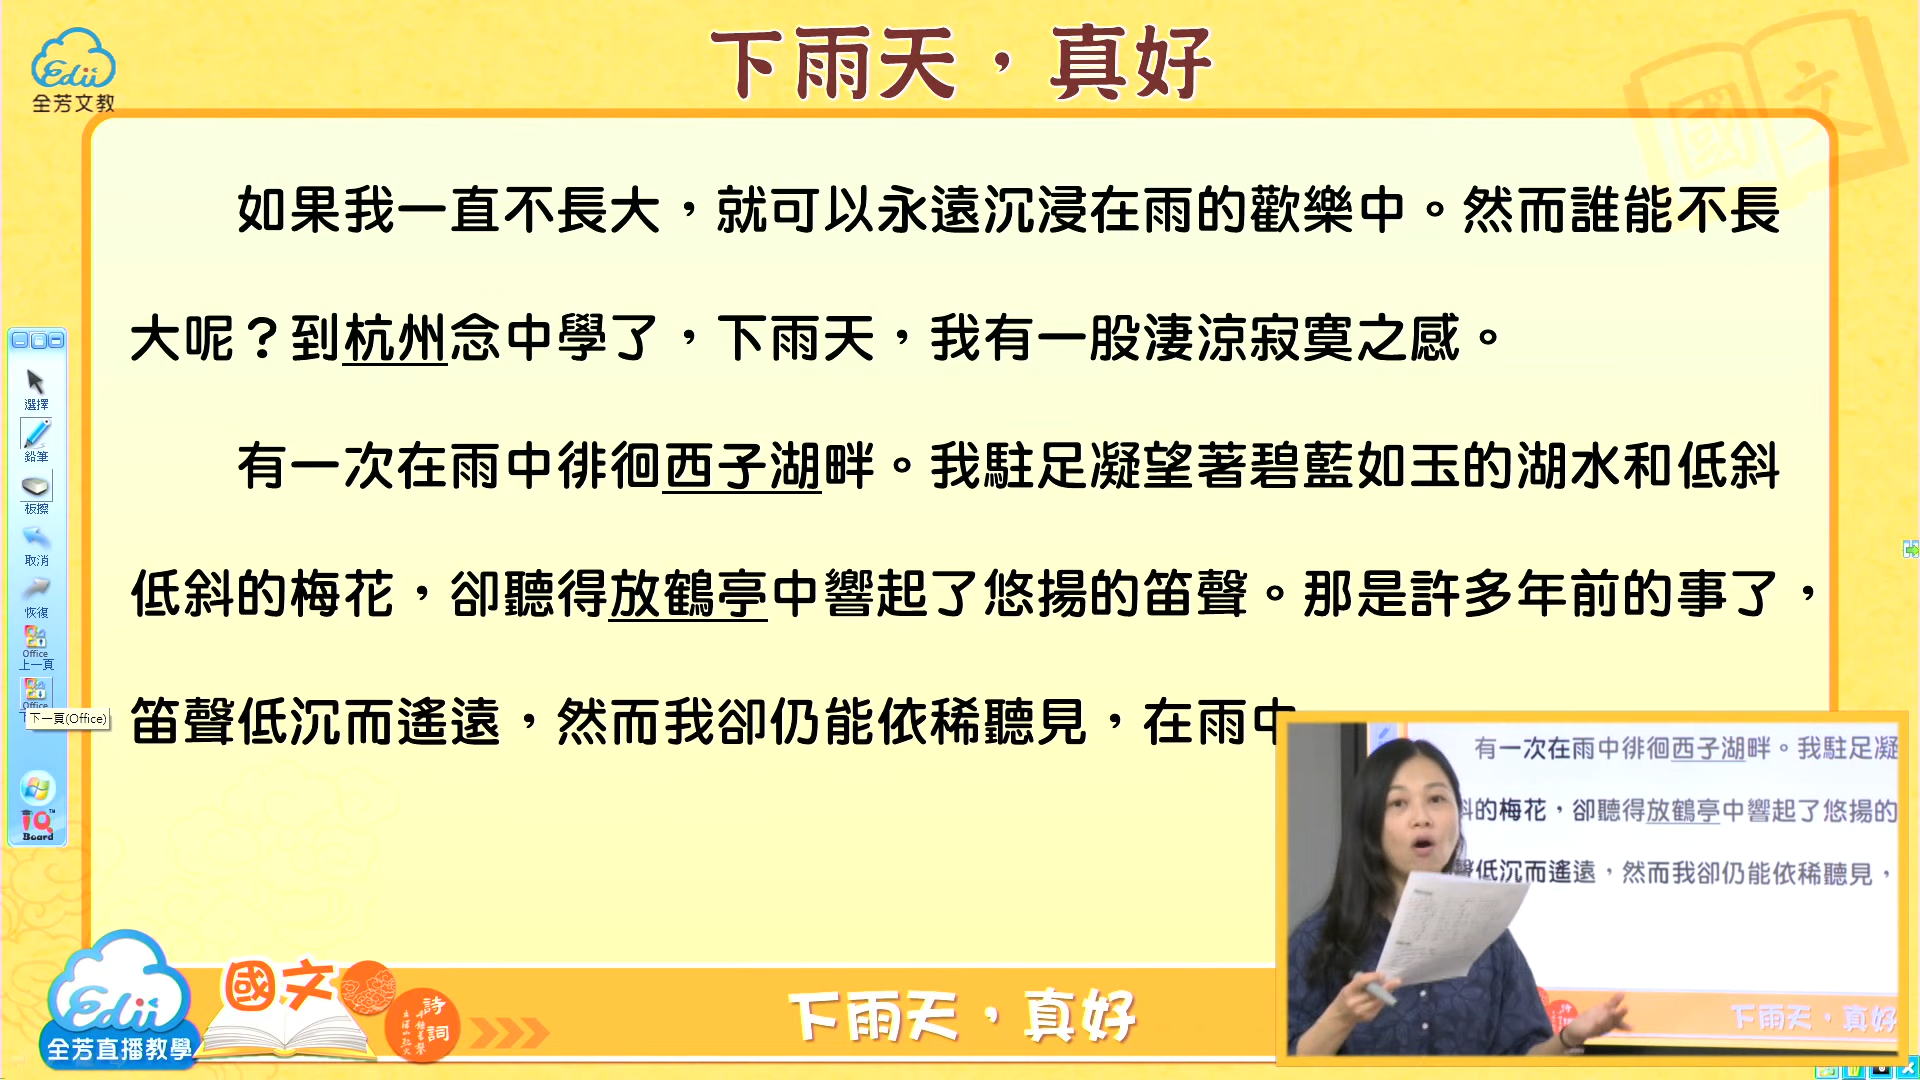 下雨天，真好
Edii
全芳文教
國文
如果我一直不長大，就可以永遠沉浸在雨的歡樂中。然而誰能不長
大呢？到杭州念中學了，下雨天，我有一股淒涼寂寞之感。
有一次在雨中徘徊西子湖畔。我駐足凝望著碧藍如玉的湖水和低斜
低斜的梅花，卻聽得放鶴亭中響起了悠揚的笛聲。那是許多年前的事了，
笛聲低沉而遙遠，然而我卻仍能依稀聽見，在雨中
選擇
鉛筆
板擦
取消
恢復
Office
上一頁
Office
下一頁(Office)
IQ
Board
有一次在雨中徘徊西子湖畔。我駐足凝
斜的梅花，卻聽得放鶴亭中響起了悠揚的
聲低沉而遙遠，然而我卻仍能依稀聽見，
下雨天，真好
Edii
全芳直播教學
國文
詩詞
下雨天，真好